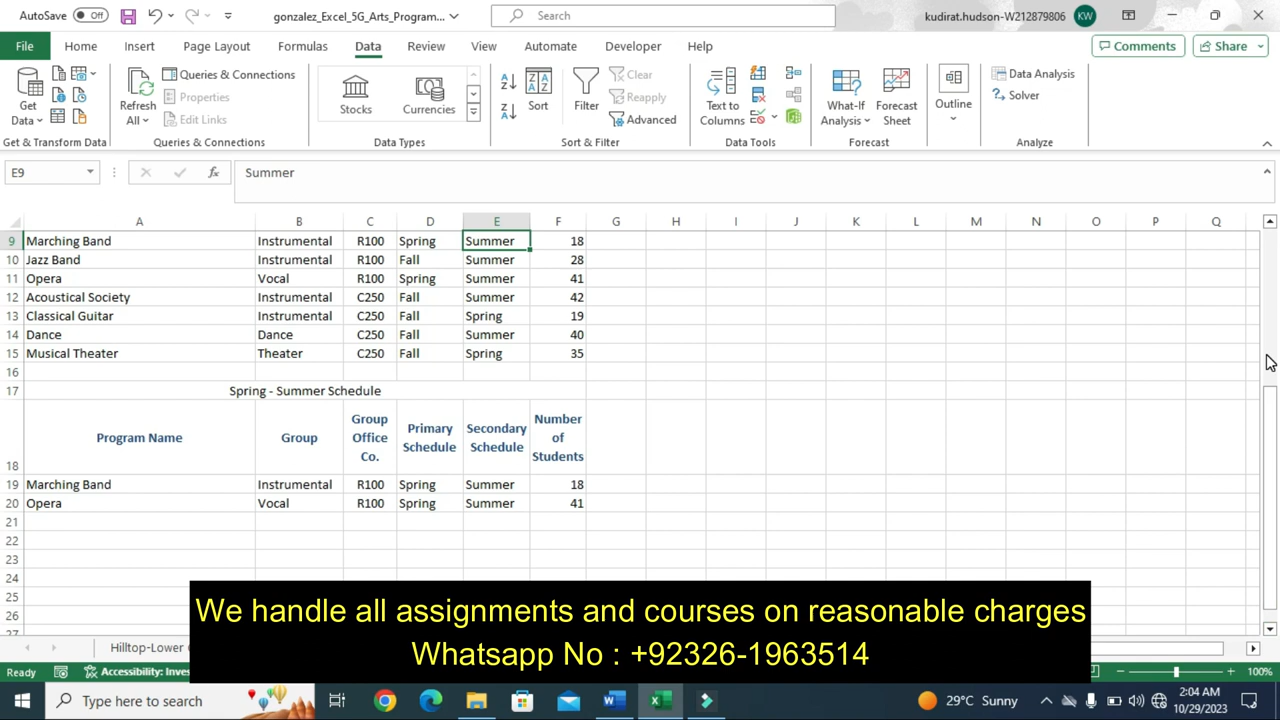 AutoSave Off gonzalez_Excel_5G_Arts_Program... Search kudirat.hudson-W212879806 KW
File Home Insert Page Layout Formulas Data Review View Automate Developer Help Comments Share
Get Data Refresh All Queries & Connections Properties Edit Links Stocks Currencies Sort Filter Clear Reapply Advanced Text to Columns What-If Analysis Forecast Sheet Outline Data Analysis Solver
Get & Transform Data Queries & Connections Data Types Sort & Filter Data Tools Forecast Analyze
E9 fx Summer
A B C D E F G H I J K L M N O P Q
9 Marching Band Instrumental R100 Spring Summer 18
10 Jazz Band Instrumental R100 Fall Summer 28
11 Opera Vocal R100 Spring Summer 41
12 Acoustical Society Instrumental C250 Fall Summer 42
13 Classical Guitar Instrumental C250 Fall Spring 19
14 Dance Dance C250 Fall Summer 40
15 Musical Theater Theater C250 Fall Spring 35
16
17 Spring - Summer Schedule
18 Program Name Group Group Office Co. Primary Schedule Secondary Schedule Number of Students
19 Marching Band Instrumental R100 Spring Summer 18
20 Opera Vocal R100 Spring Summer 41
21
22
23
24
25
26
27
We handle all assignments and courses on reasonable charges
Whatsapp No : +92326-1963514
Hilltop-Lower
Ready Accessibility: Inves 100%
Type here to search 29°C Sunny 2:04 AM
10/29/2023